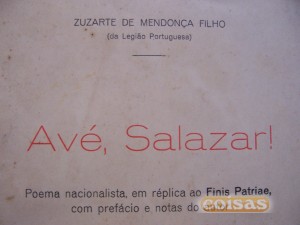 ZUZARTE DE MENDONÇA FILHO
(da Legião Portuguesa)
Avé, Salazar!
Poema nacionalista, em réplica ao Finis Patriae,
com prefácio e notas do
coisas